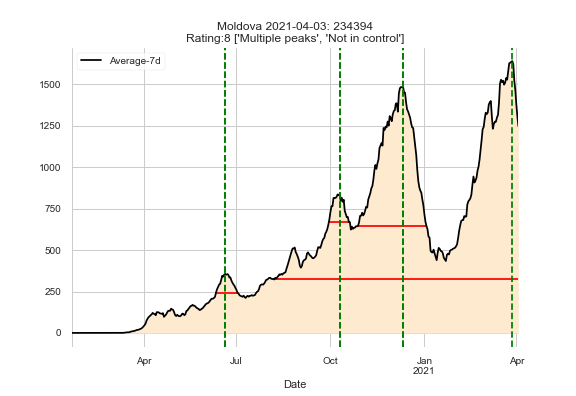 Moldova 2021-04-03: 234394
Rating:8 ['Multiple peaks', 'Not in control']
Average-7d
1500
1250
1000
750
500
250
0
Apr
Jul
Oct
Jan
2021
Apr
Date